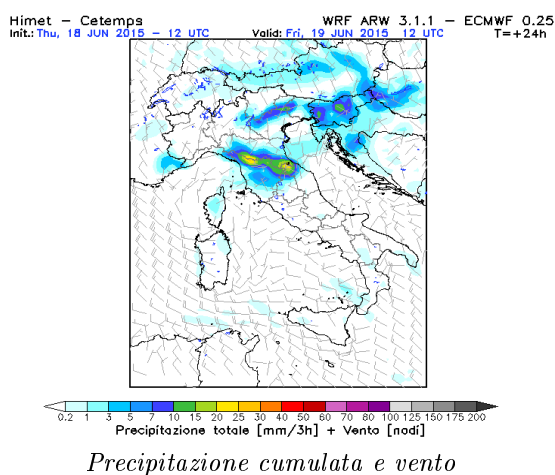 Himet – Cetemps WRF ARW 3.1.1 – ECMWF 0.25
Init.: Thu, 18 JUN 2015 – 12 UTC Valid: Fri, 19 JUN 2015 12 UTC T=+24h
0.2 1 3 5 7 10 15 20 25 30 40 50 60 70 80 100 125 150 175 200
Precipitazione totale [mm/3h] + Vento [nodi]
Precipitazione cumulata e vento